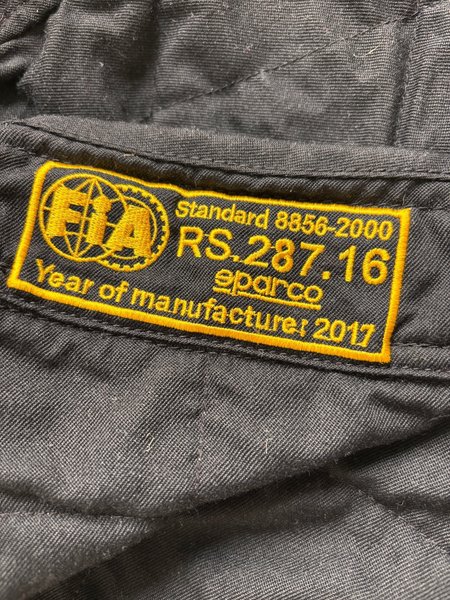 FIA
Standard 8856-2000
RS.287.16
sparco
Year of manufacture: 2017